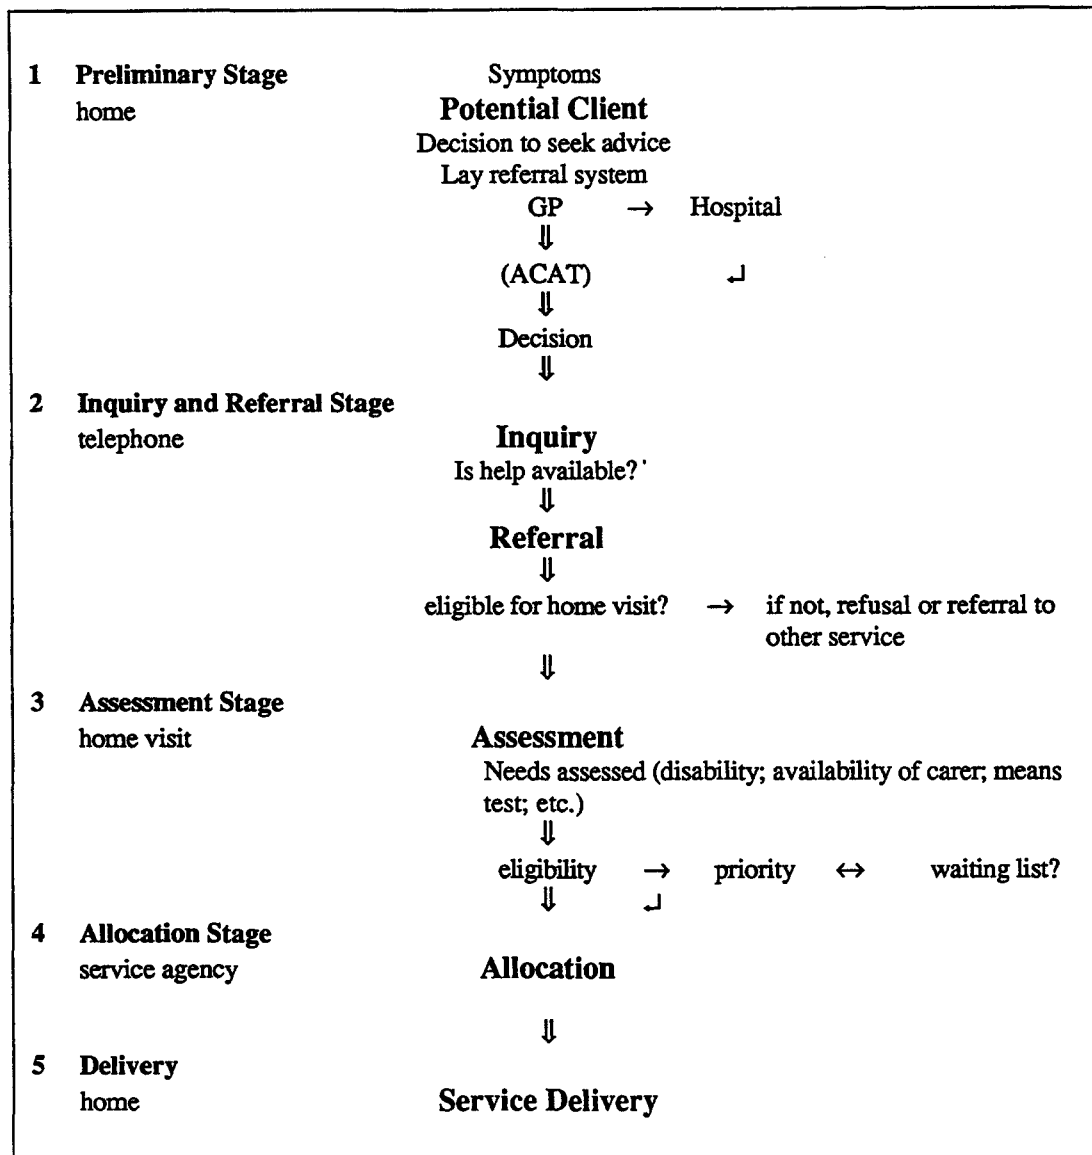 1 Preliminary Stage Symptoms
home Potential Client
Decision to seek advice
Lay referral system
GP → Hospital
⇓
(ACAT) ↵
⇓
Decision
⇓
2 Inquiry and Referral Stage
telephone Inquiry
Is help available?
⇓
Referral
⇓
eligible for home visit? → if not, refusal or referral to
other service
⇓
3 Assessment Stage
home visit Assessment
Needs assessed (disability; availability of carer; means
test; etc.)
⇓
eligibility → priority ↔ waiting list?
⇓ ↵
4 Allocation Stage
service agency Allocation
⇓
5 Delivery
home Service Delivery